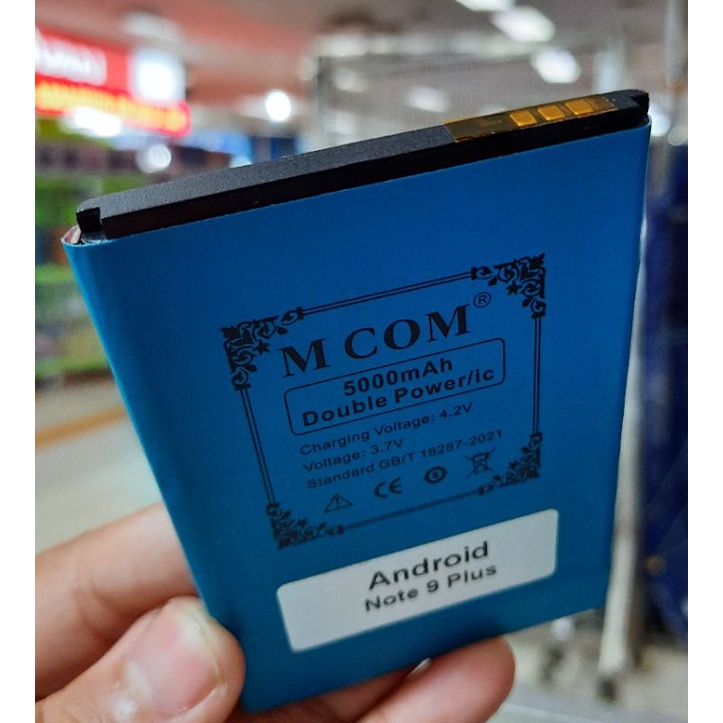 M COM®
5000mAh
Double Power/ic
Charging Voltage: 4.2V
Voltage: 3.7V
Standard GB/T 18287-2021
CE
Android
Note 9 Plus